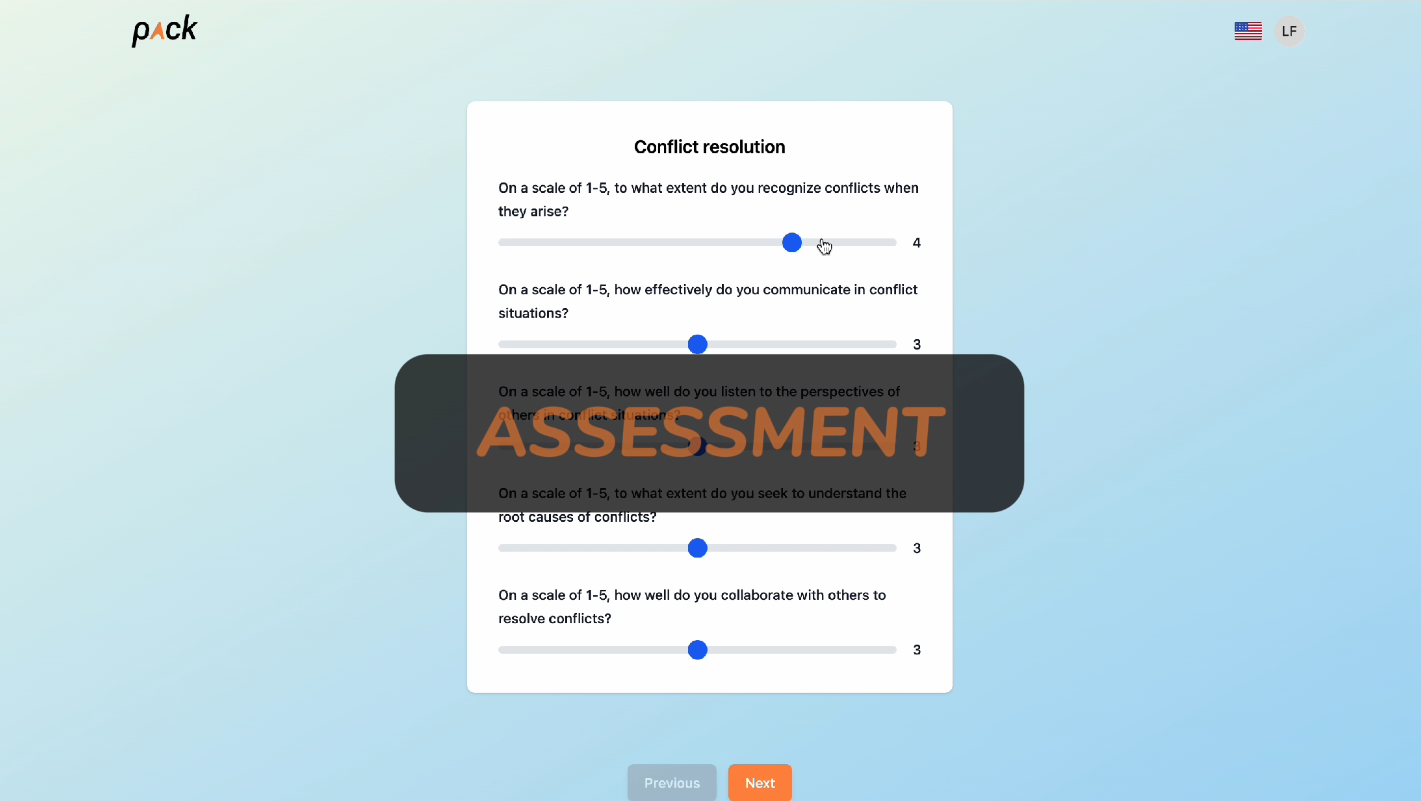 pack
LF
Conflict resolution
On a scale of 1-5, to what extent do you recognize conflicts when
they arise?
4
On a scale of 1-5, how effectively do you communicate in conflict
situations?
3
On a scale of 1-5, how well do you listen to the perspectives of
others in conflict situations?
ASSESSMENT
3
On a scale of 1-5, to what extent do you seek to understand the
root causes of conflicts?
3
On a scale of 1-5, how well do you collaborate with others to
resolve conflicts?
3
Previous
Next